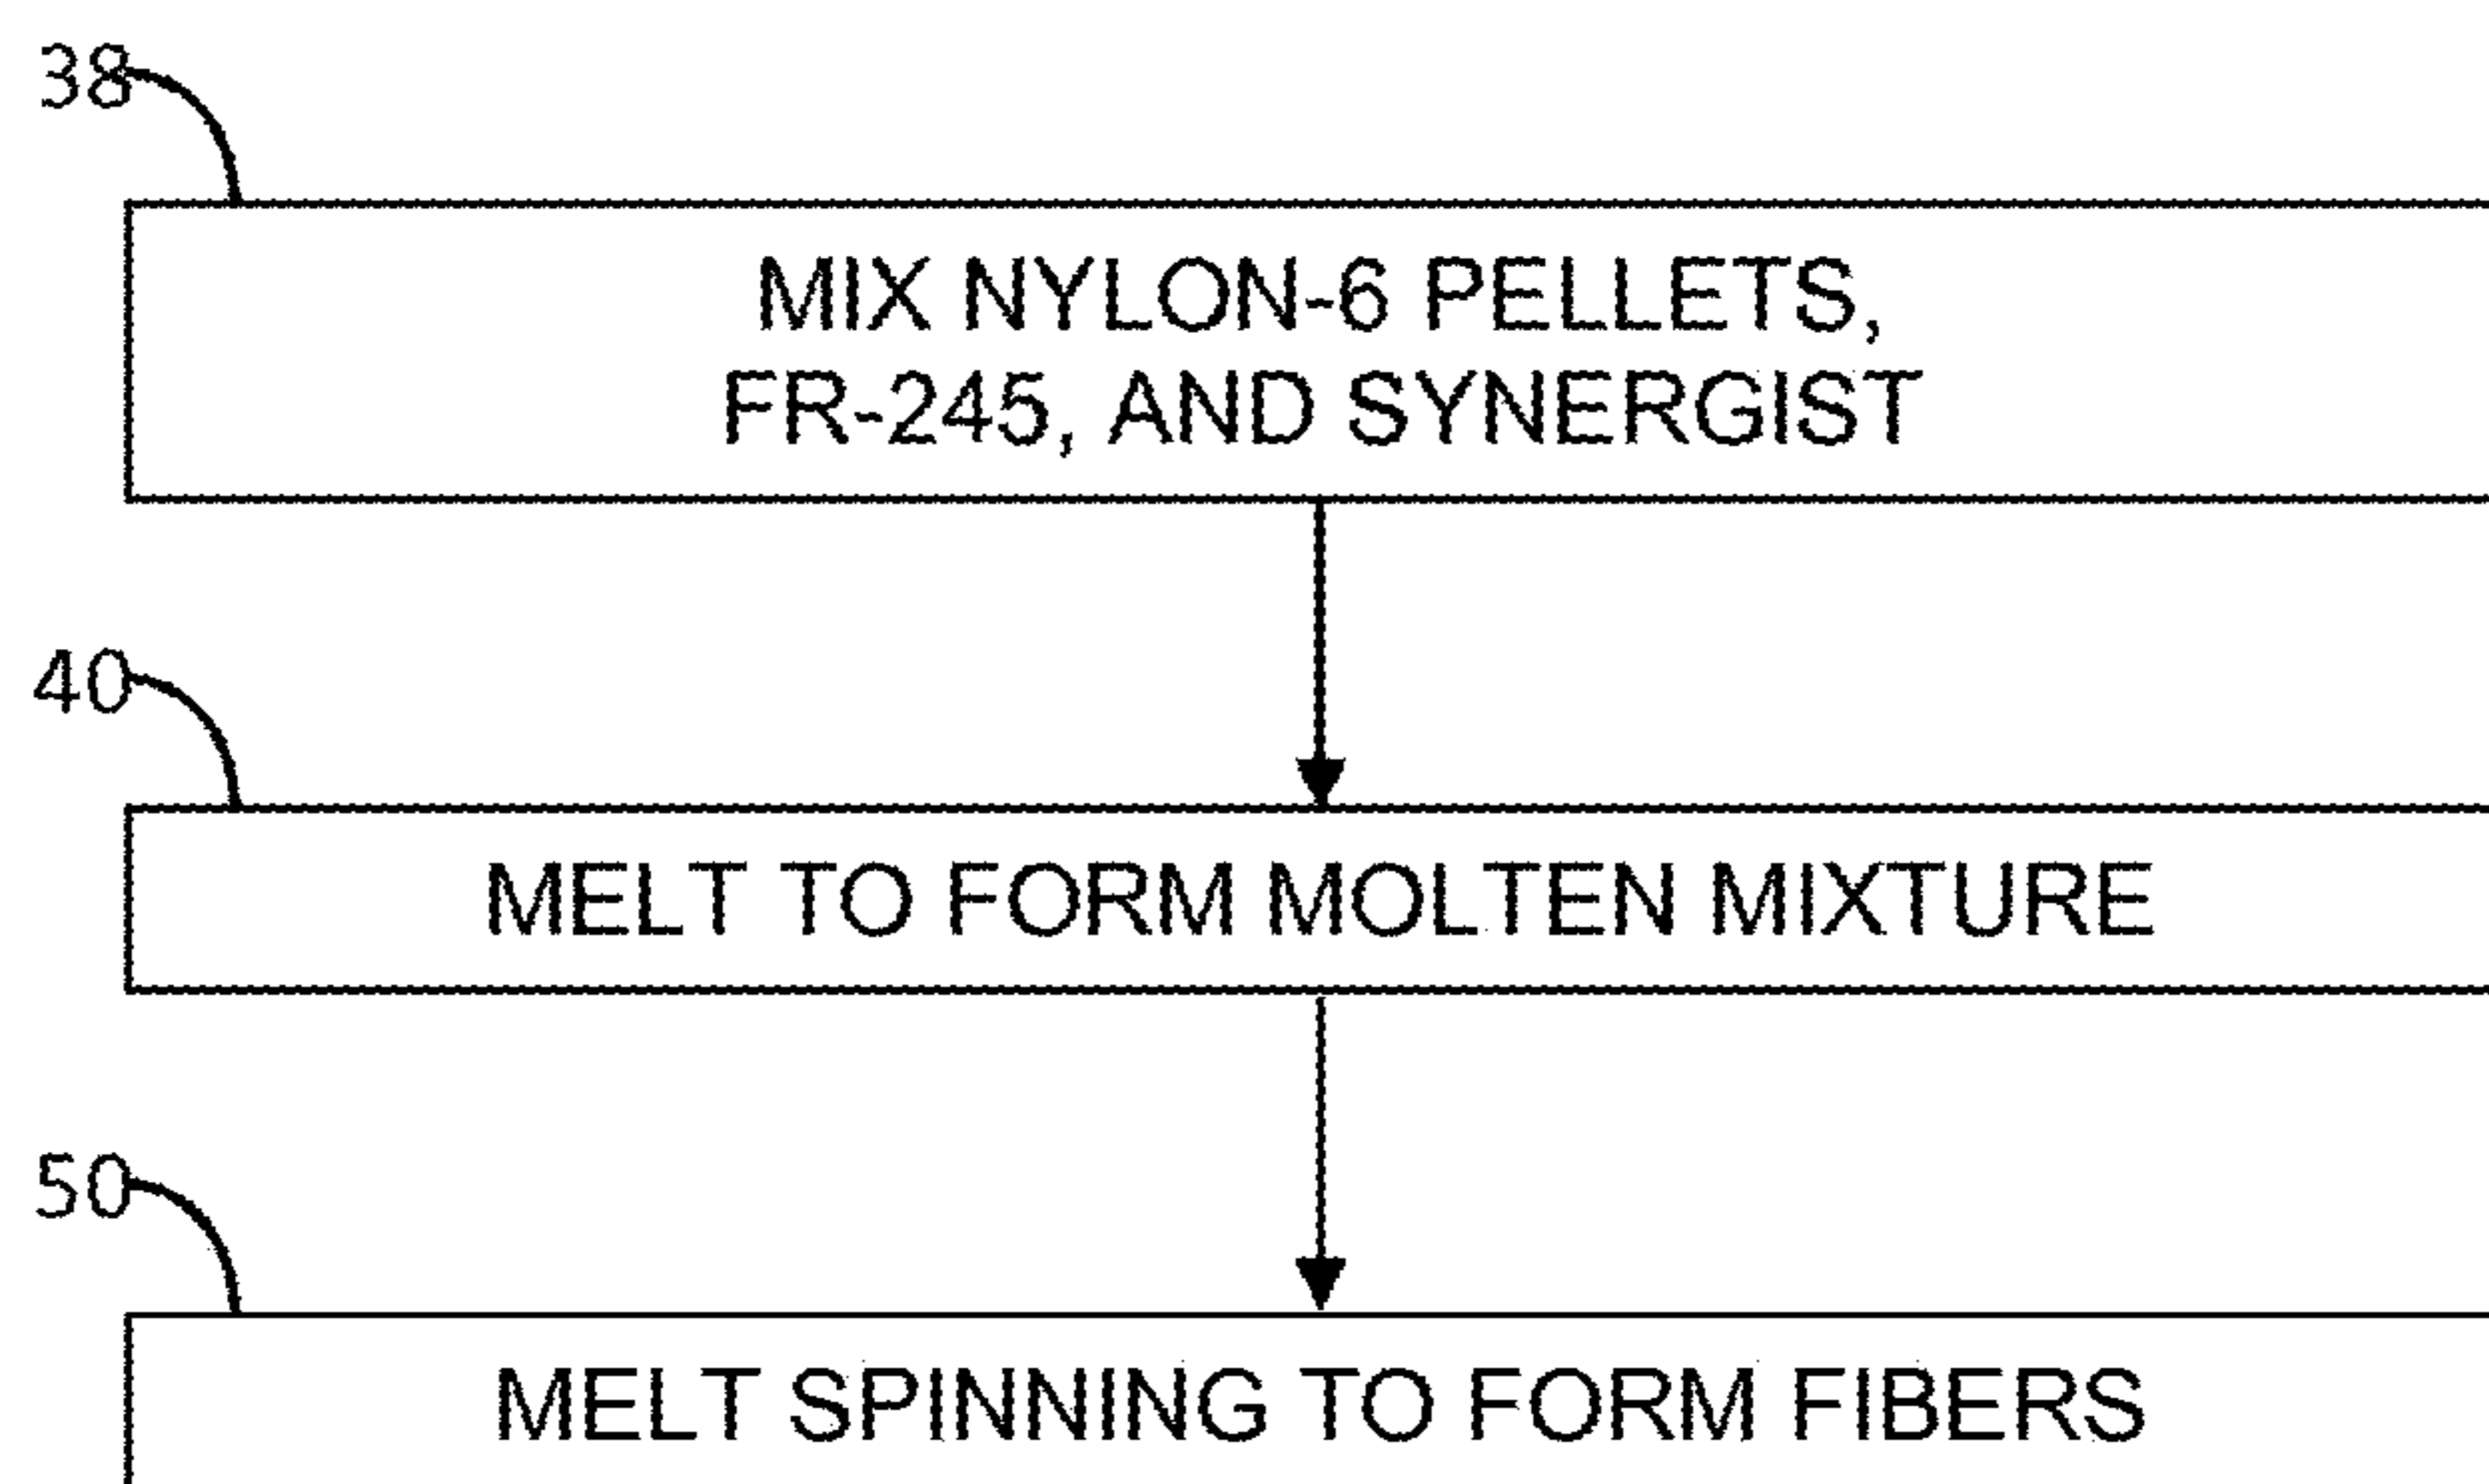 38
MIX NYLON-6 PELLETS,
FR-245, AND SYNERGIST
40
MELT TO FORM MOLTEN MIXTURE
50
MELT SPINNING TO FORM FIBERS